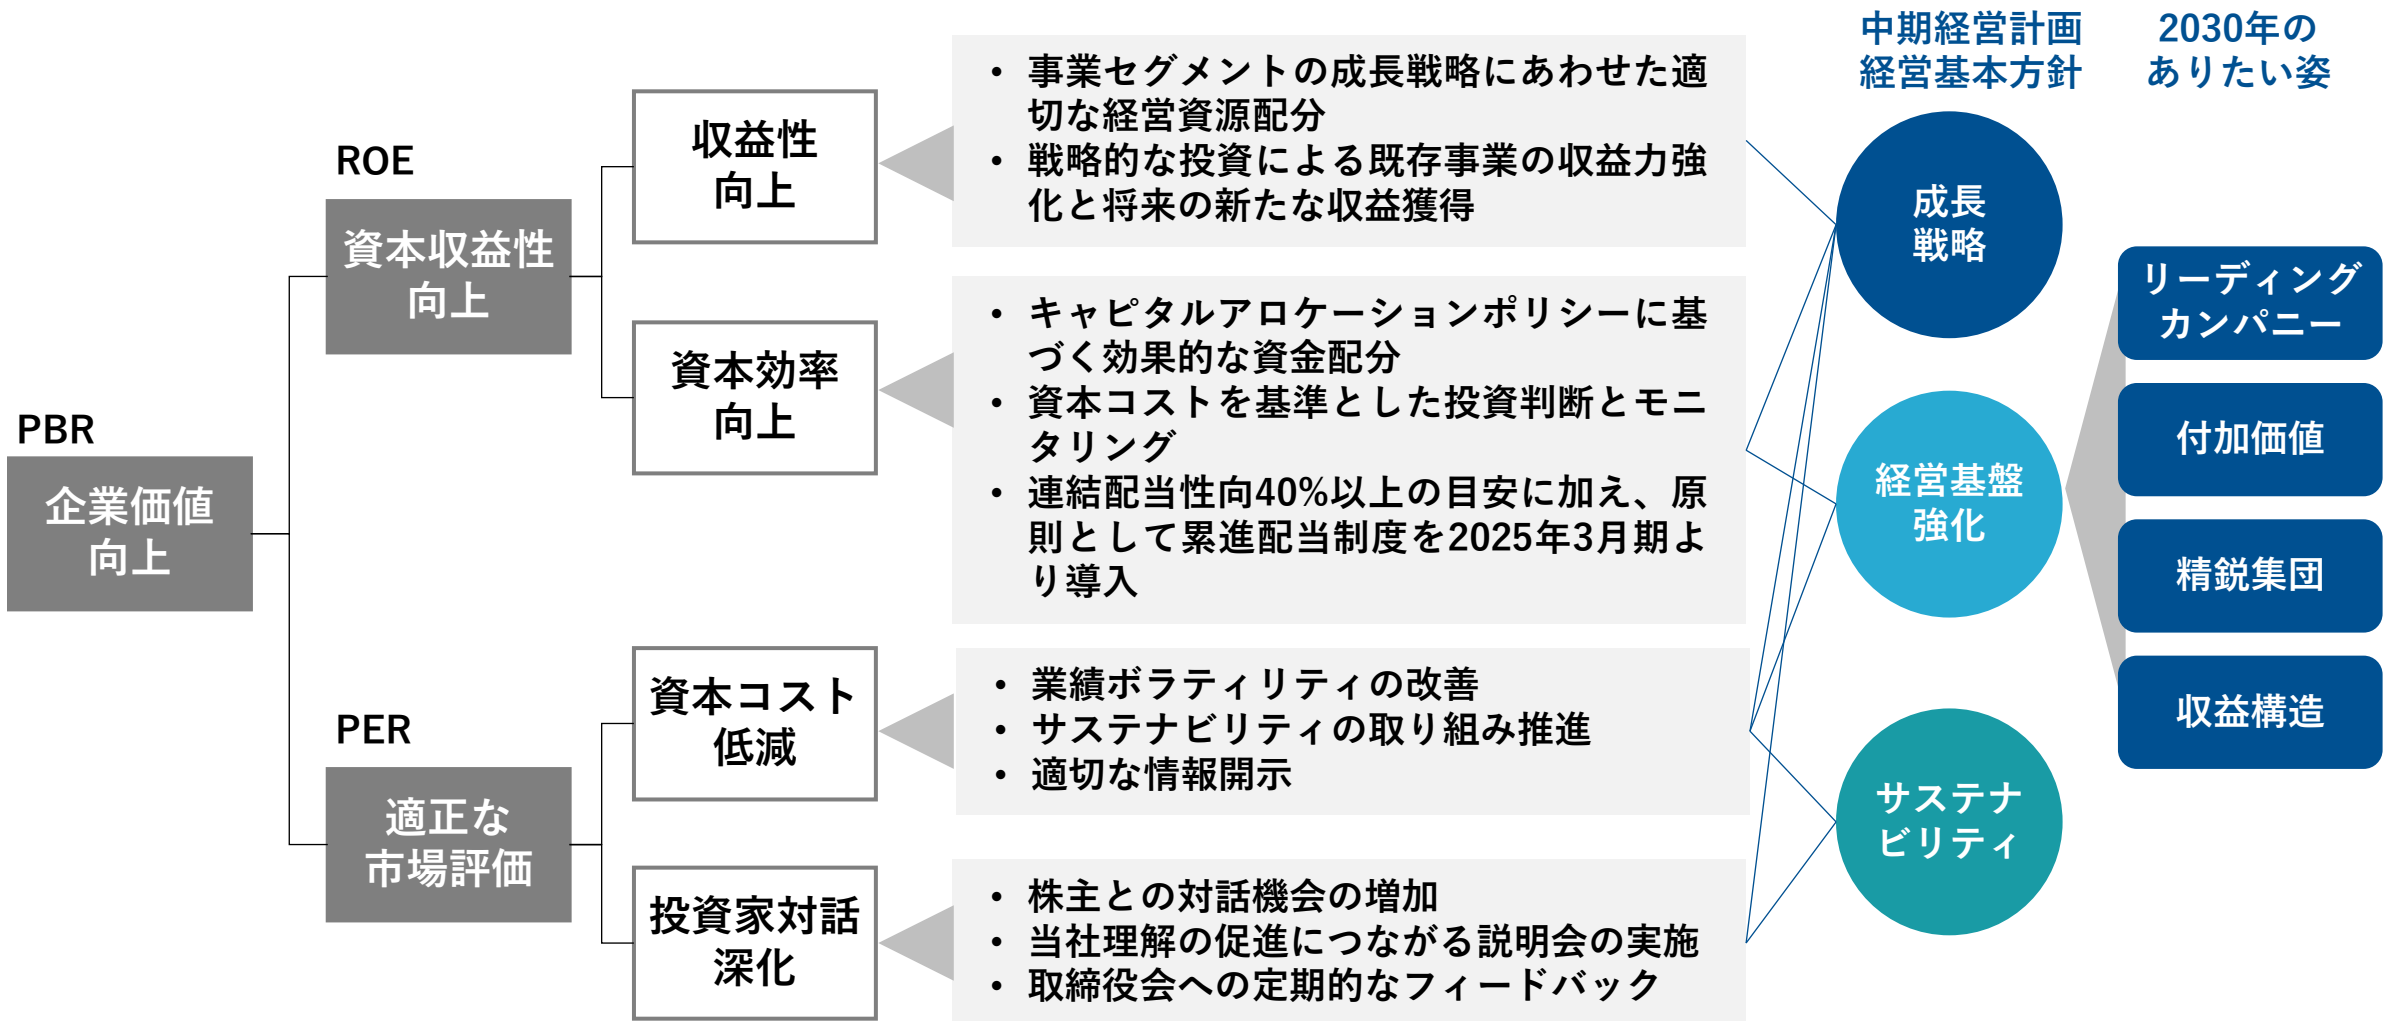 PBR
企業価値
向上
ROE
資本収益性
向上
PER
適正な
市場評価
収益性
向上
資本効率
向上
資本コスト
低減
投資家対話
深化
• 事業セグメントの成長戦略にあわせた適
切な経営資源配分
• 戦略的な投資による既存事業の収益力強
化と将来の新たな収益獲得
• キャピタルアロケーションポリシーに基
づく効果的な資金配分
• 資本コストを基準とした投資判断とモニ
タリング
• 連結配当性向40%以上の目安に加え、原
則として累進配当制度を2025年3月期よ
り導入
• 業績ボラティリティの改善
• サステナビリティの取り組み推進
• 適切な情報開示
• 株主との対話機会の増加
• 当社理解の促進につながる説明会の実施
• 取締役会への定期的なフィードバック
中期経営計画
経営基本方針
成長
戦略
経営基盤
強化
サステナ
ビリティ
2030年の
ありたい姿
リーディング
カンパニー
付加価値
精鋭集団
収益構造